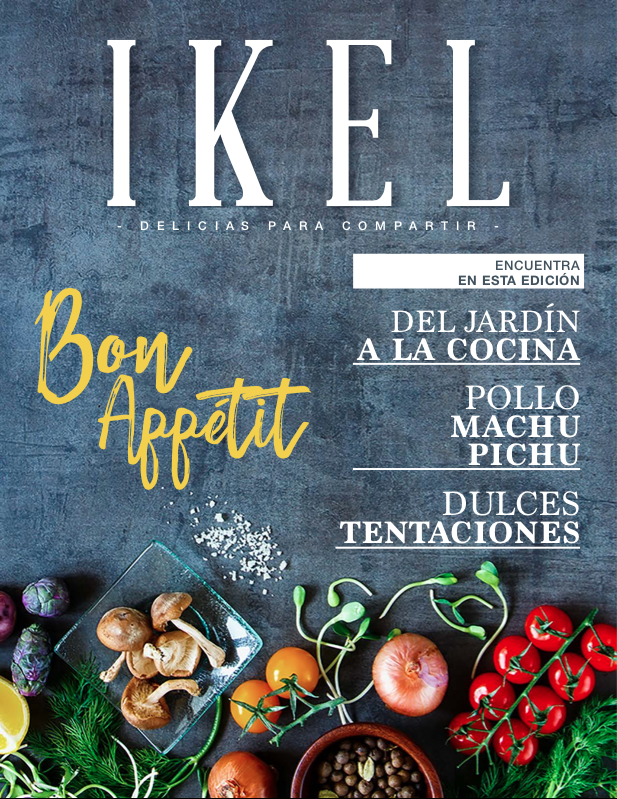 IKEL
- DELICIAS PARA COMPARTIR -
ENCUENTRA
EN ESTA EDICIÓN
Bon
Appétit
DEL JARDÍN
A LA COCINA
POLLO
MACHU
PICHU
DULCES
TENTACIONES